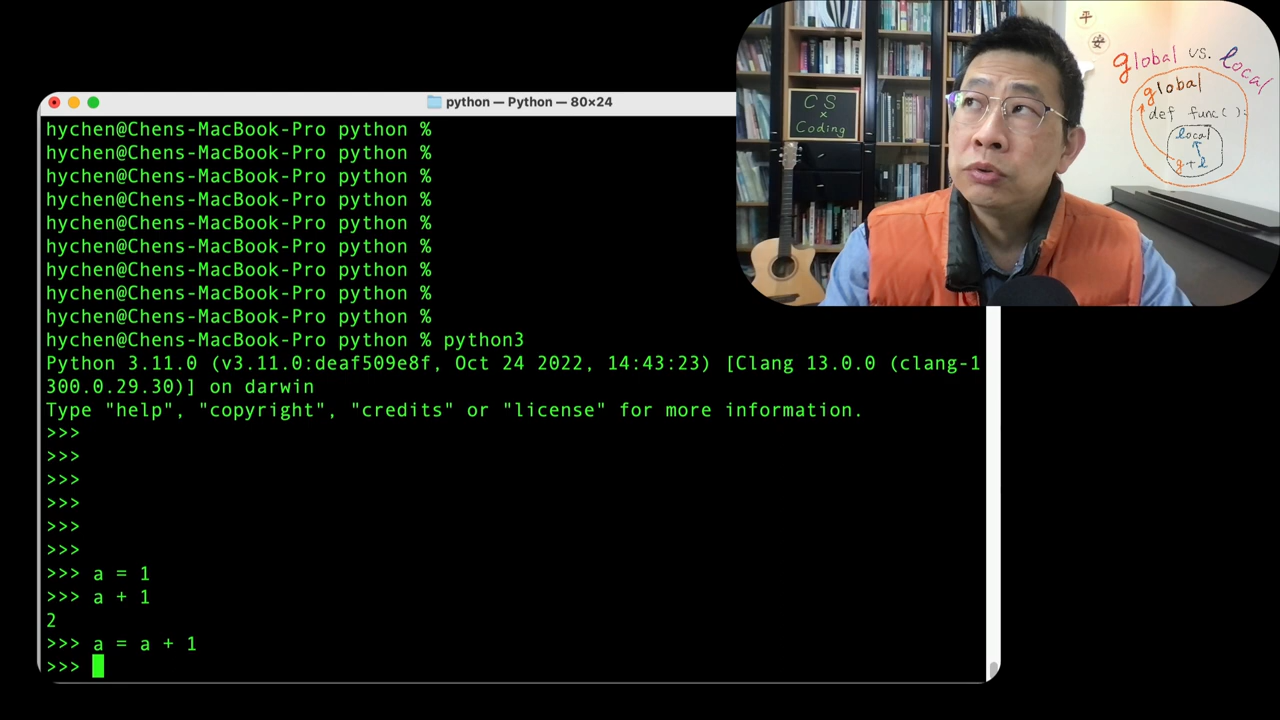 python — Python — 80×24
hychen@Chens-MacBook-Pro python %
hychen@Chens-MacBook-Pro python %
hychen@Chens-MacBook-Pro python %
hychen@Chens-MacBook-Pro python %
hychen@Chens-MacBook-Pro python %
hychen@Chens-MacBook-Pro python %
hychen@Chens-MacBook-Pro python %
hychen@Chens-MacBook-Pro python %
hychen@Chens-MacBook-Pro python %
hychen@Chens-MacBook-Pro python % python3
Python 3.11.0 (v3.11.0:deaf509e8f, Oct 24 2022, 14:43:23) [Clang 13.0.0 (clang-1
300.0.29.30)] on darwin
Type "help", "copyright", "credits" or "license" for more information.
>>>
>>>
>>>
>>>
>>>
>>>
>>> a = 1
>>> a + 1
2
>>> a = a + 1
>>>
CS
×
Coding
平
安
global vs. local
global
def func():
local
g+l